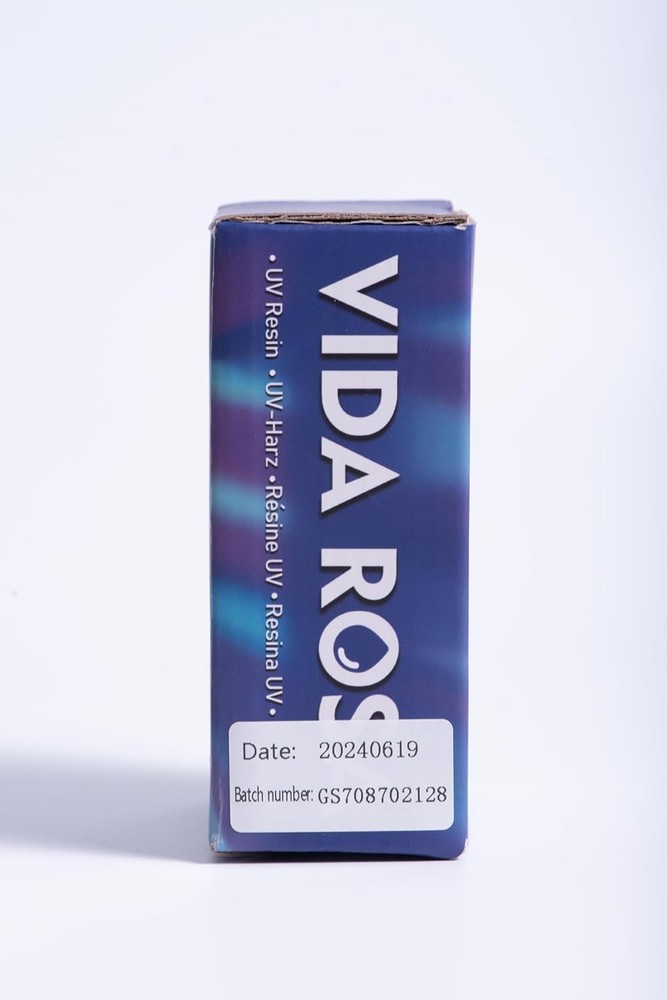 VIDA ROS
• UV Resin • UV-Harz •Résine UV • Resina UV •
Date: 20240619
Batch number: GS708702128